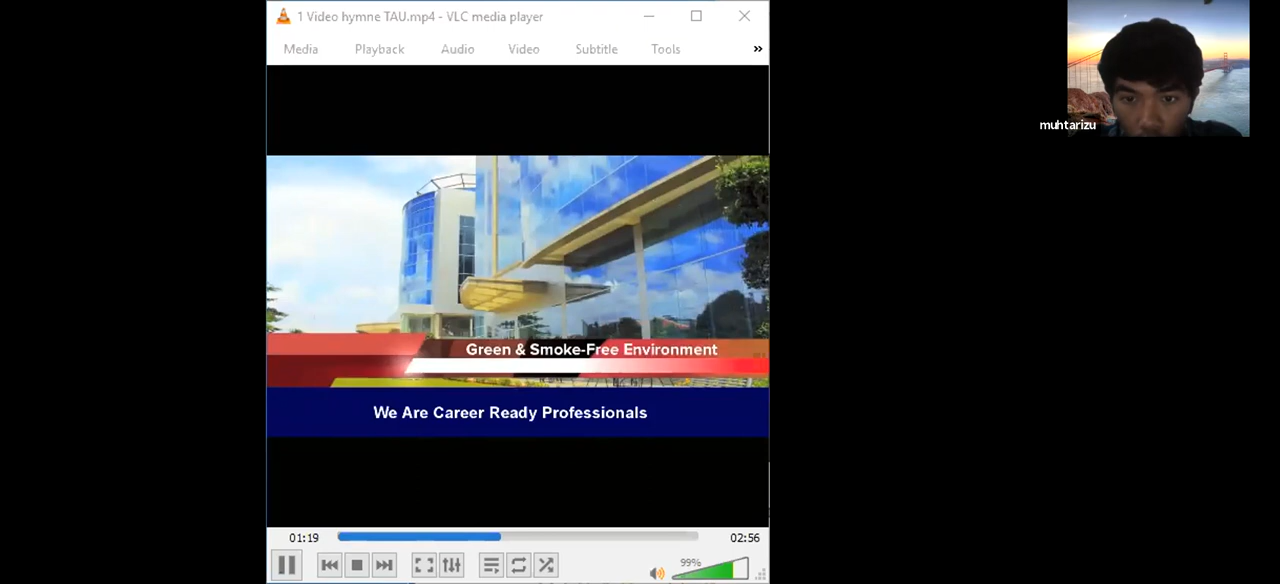 1 Video hymne TAU.mp4 - VLC media player
Media Playback Audio Video Subtitle Tools »
muhtarizu
Green & Smoke-Free Environment
We Are Career Ready Professionals
01:19 02:56
99%